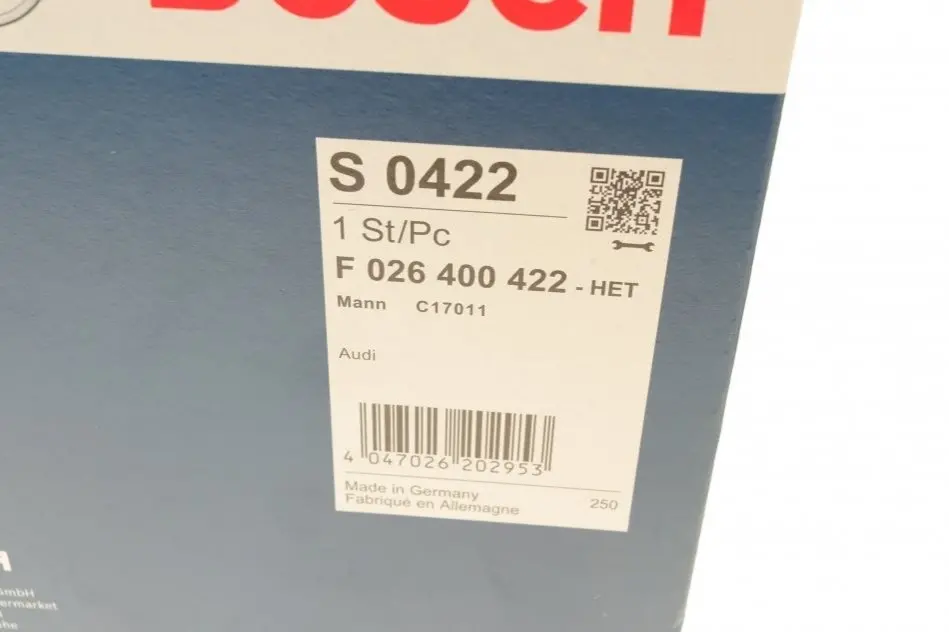 BOSCH
S 0422
1 St/Pc
F 026 400 422 - HET
Mann C17011
Audi
4 047026 202953
Made in Germany
Fabriqué en Allemagne
250